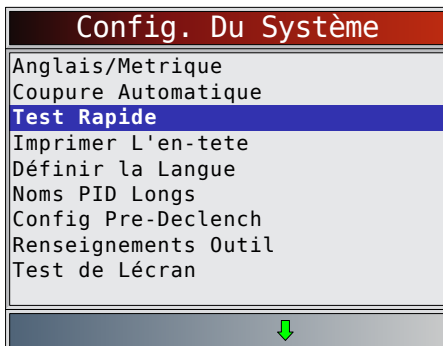 Config. Du Système
Anglais/Metrique
Coupure Automatique
Test Rapide
Imprimer L'en-tete
Définir la Langue
Noms PID Longs
Config Pre-Declench
Renseignements Outil
Test de Lécran